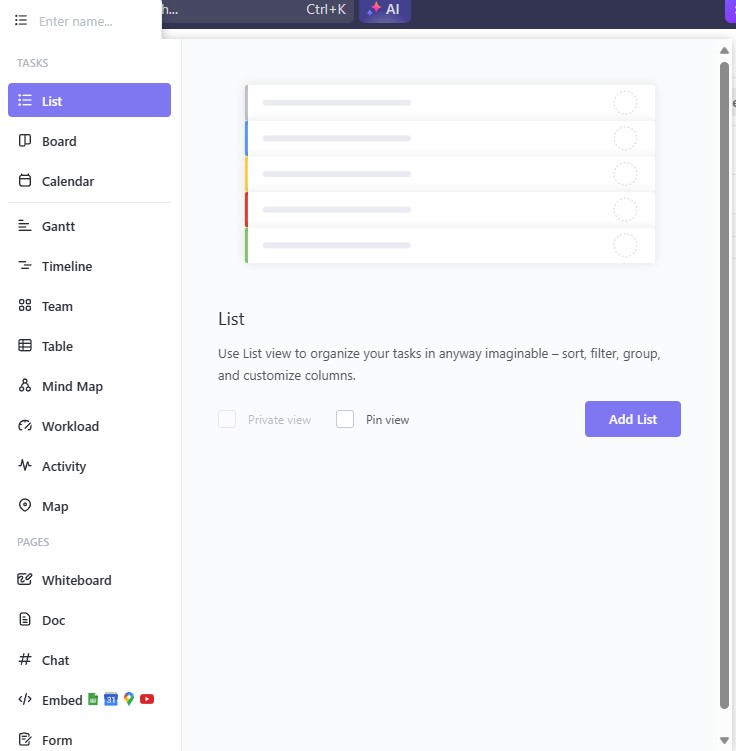 Enter name...
h...
Ctrl+K
AI
TASKS
List
Board
Calendar
Gantt
Timeline
Team
Table
Mind Map
Workload
Activity
Map
PAGES
Whiteboard
Doc
Chat
Embed
31
Form
List
Use List view to organize your tasks in anyway imaginable – sort, filter, group,
and customize columns.
Private view
Pin view
Add List